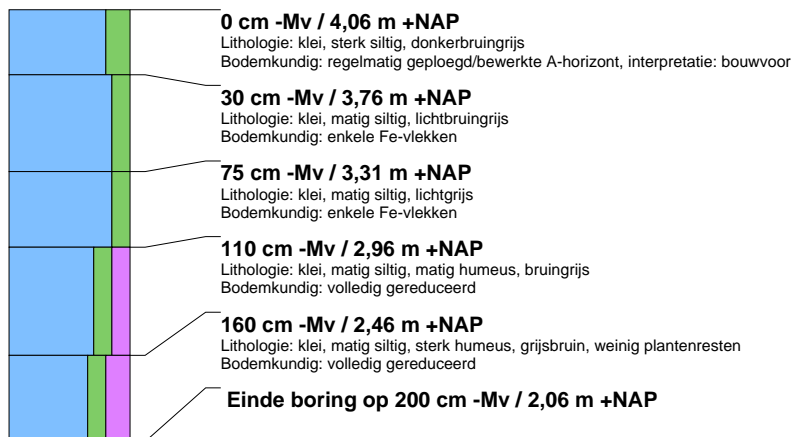 0 cm -Mv / 4,06 m +NAP
Lithologie: klei, sterk siltig, donkerbruingrijs
Bodemkundig: regelmatig geploegd/bewerkte A-horizont, interpretatie: bouwvoor
30 cm -Mv / 3,76 m +NAP
Lithologie: klei, matig siltig, lichtbruingrijs
Bodemkundig: enkele Fe-vlekken
75 cm -Mv / 3,31 m +NAP
Lithologie: klei, matig siltig, lichtgrijs
Bodemkundig: enkele Fe-vlekken
110 cm -Mv / 2,96 m +NAP
Lithologie: klei, matig siltig, matig humeus, bruingrijs
Bodemkundig: volledig gereduceerd
160 cm -Mv / 2,46 m +NAP
Lithologie: klei, matig siltig, sterk humeus, grijsbruin, weinig plantenresten
Bodemkundig: volledig gereduceerd
Einde boring op 200 cm -Mv / 2,06 m +NAP